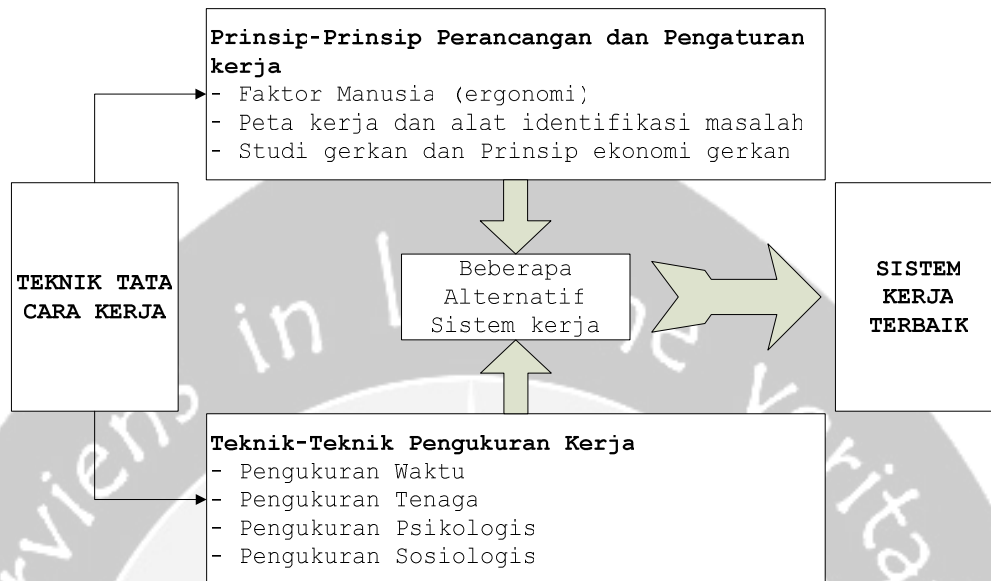 Prinsip-Prinsip Perancangan dan Pengaturan
kerja
- Faktor Manusia (ergonomi)
- Peta kerja dan alat identifikasi masalah
- Studi gerkan dan Prinsip ekonomi gerkan
TEKNIK TATA
CARA KERJA
Beberapa
Alternatif
Sistem kerja
SISTEM
KERJA
TERBAIK
Teknik-Teknik Pengukuran Kerja
- Pengukuran Waktu
- Pengukuran Tenaga
- Pengukuran Psikologis
- Pengukuran Sosiologis
in